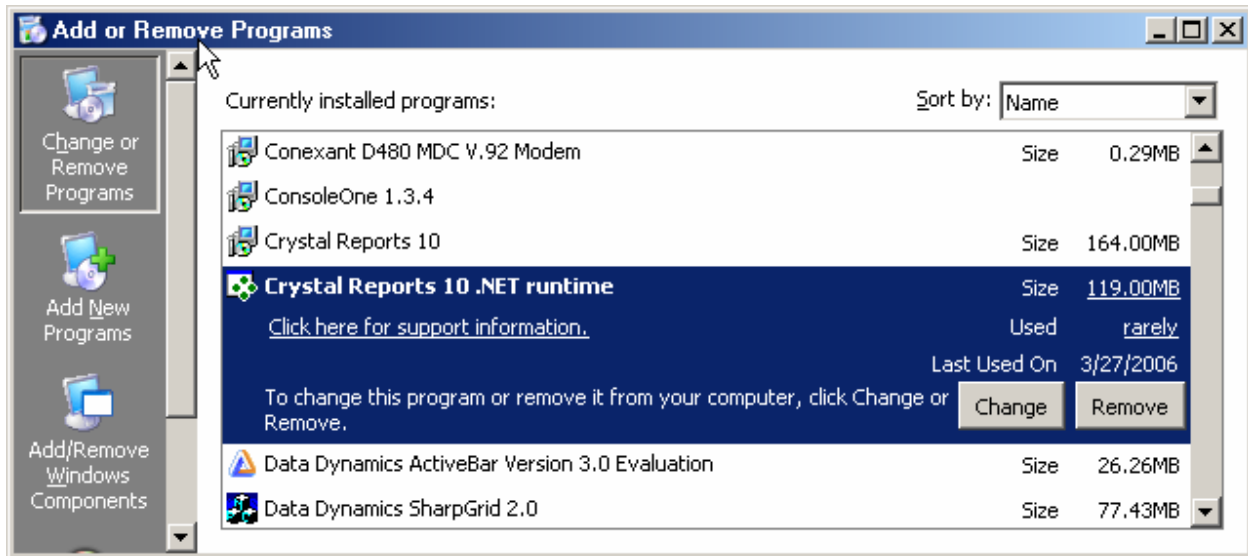 Add or Remove Programs
Change or
Remove
Programs
Add New
Programs
Add/Remove
Windows
Components
Currently installed programs:
Sort by: Name
Conexant D480 MDC V.92 Modem Size 0.29MB
ConsoleOne 1.3.4
Crystal Reports 10 Size 164.00MB
Crystal Reports 10 .NET runtime Size 119.00MB
Click here for support information. Used rarely
Last Used On 3/27/2006
To change this program or remove it from your computer, click Change or
Remove.
Change Remove
Data Dynamics ActiveBar Version 3.0 Evaluation Size 26.26MB
Data Dynamics SharpGrid 2.0 Size 77.43MB